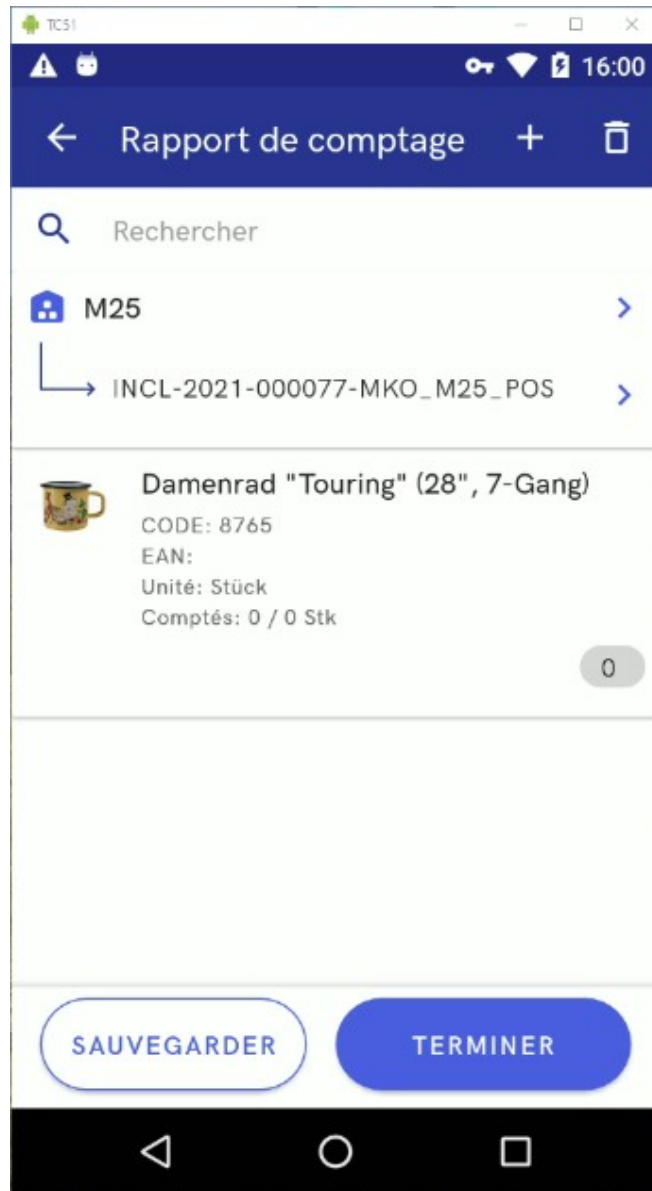 TC51
16:00
Rapport de comptage
Rechercher
M25
INCL-2021-000077-MKO_M25_POS
Damenrad "Touring" (28", 7-Gang)
CODE: 8765
EAN:
Unité: Stück
Comptés: 0 / 0 Stk
0
SAUVEGARDER
TERMINER